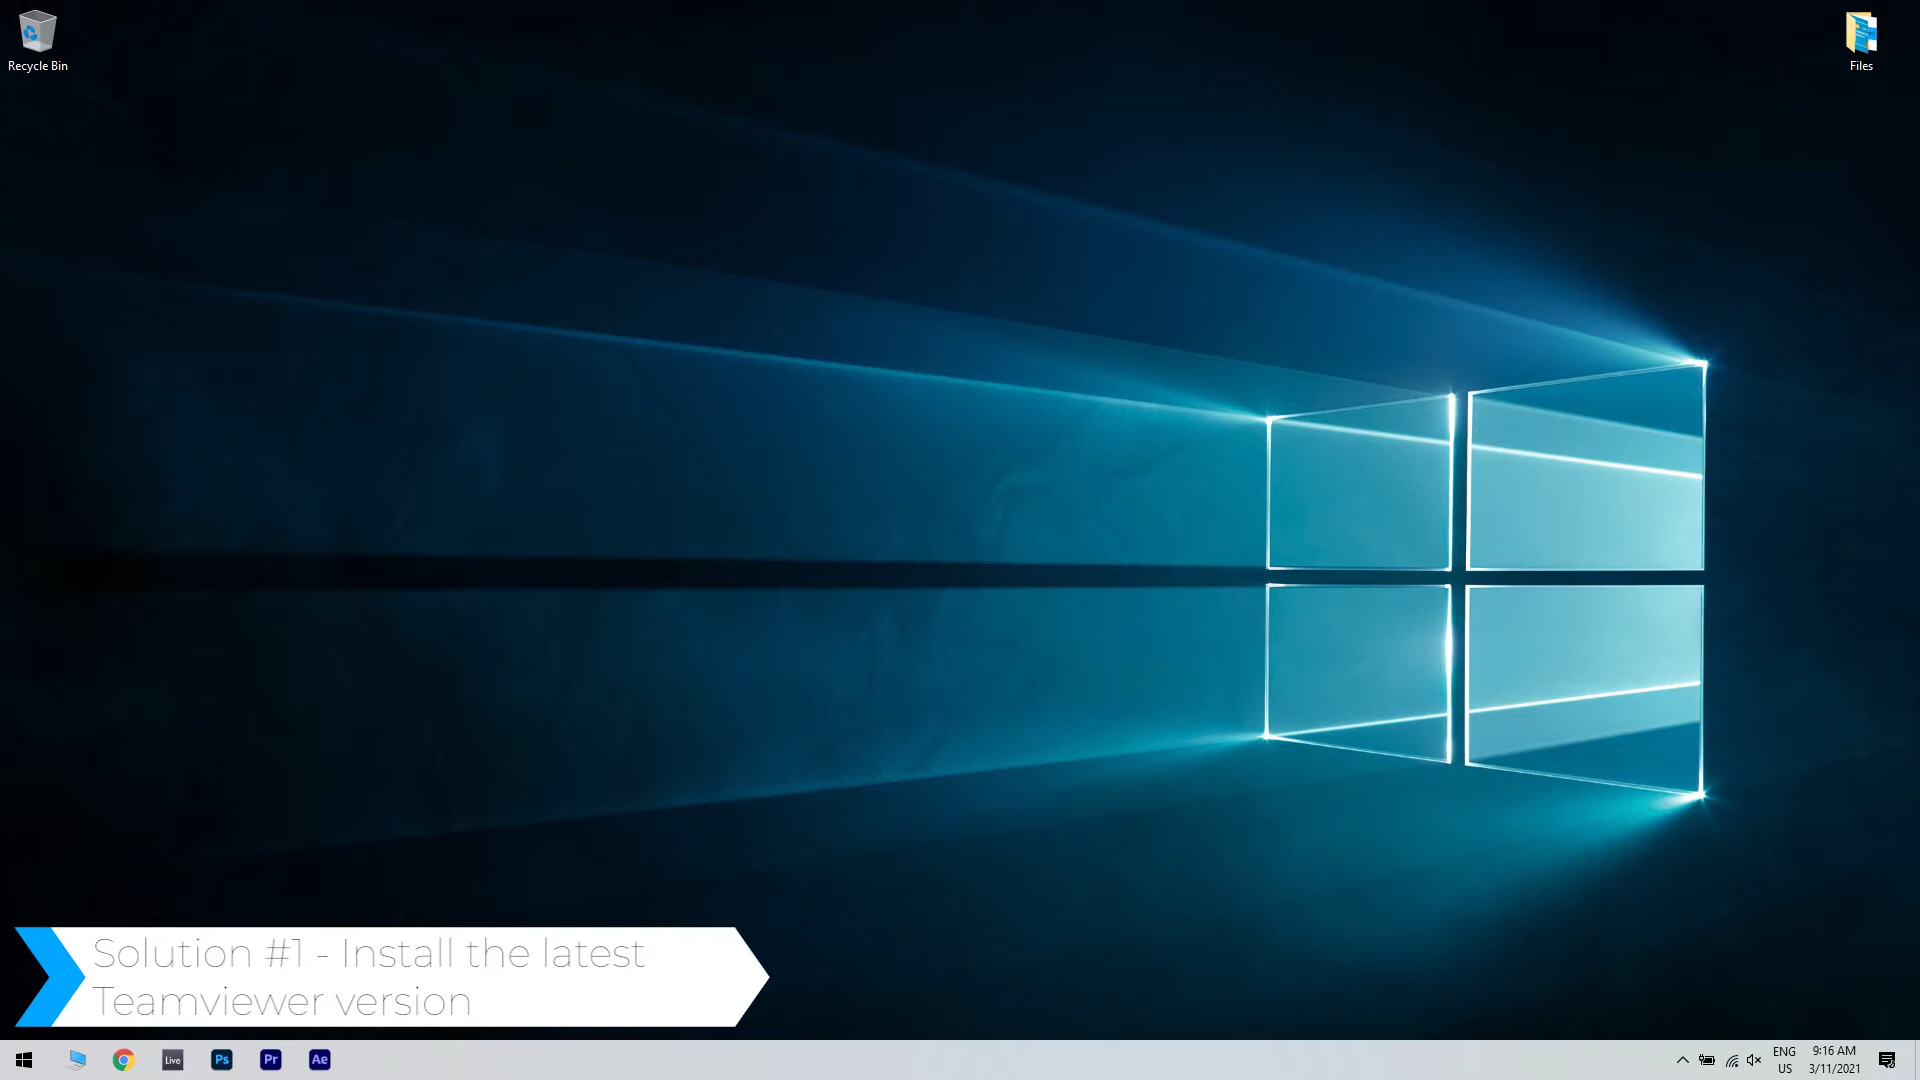 Recycle Bin
Files
Solution #1 - Install the latest
Teamviewer version
Live
Ps
Pr
Ae
ENG
US
9:16 AM
3/11/2021